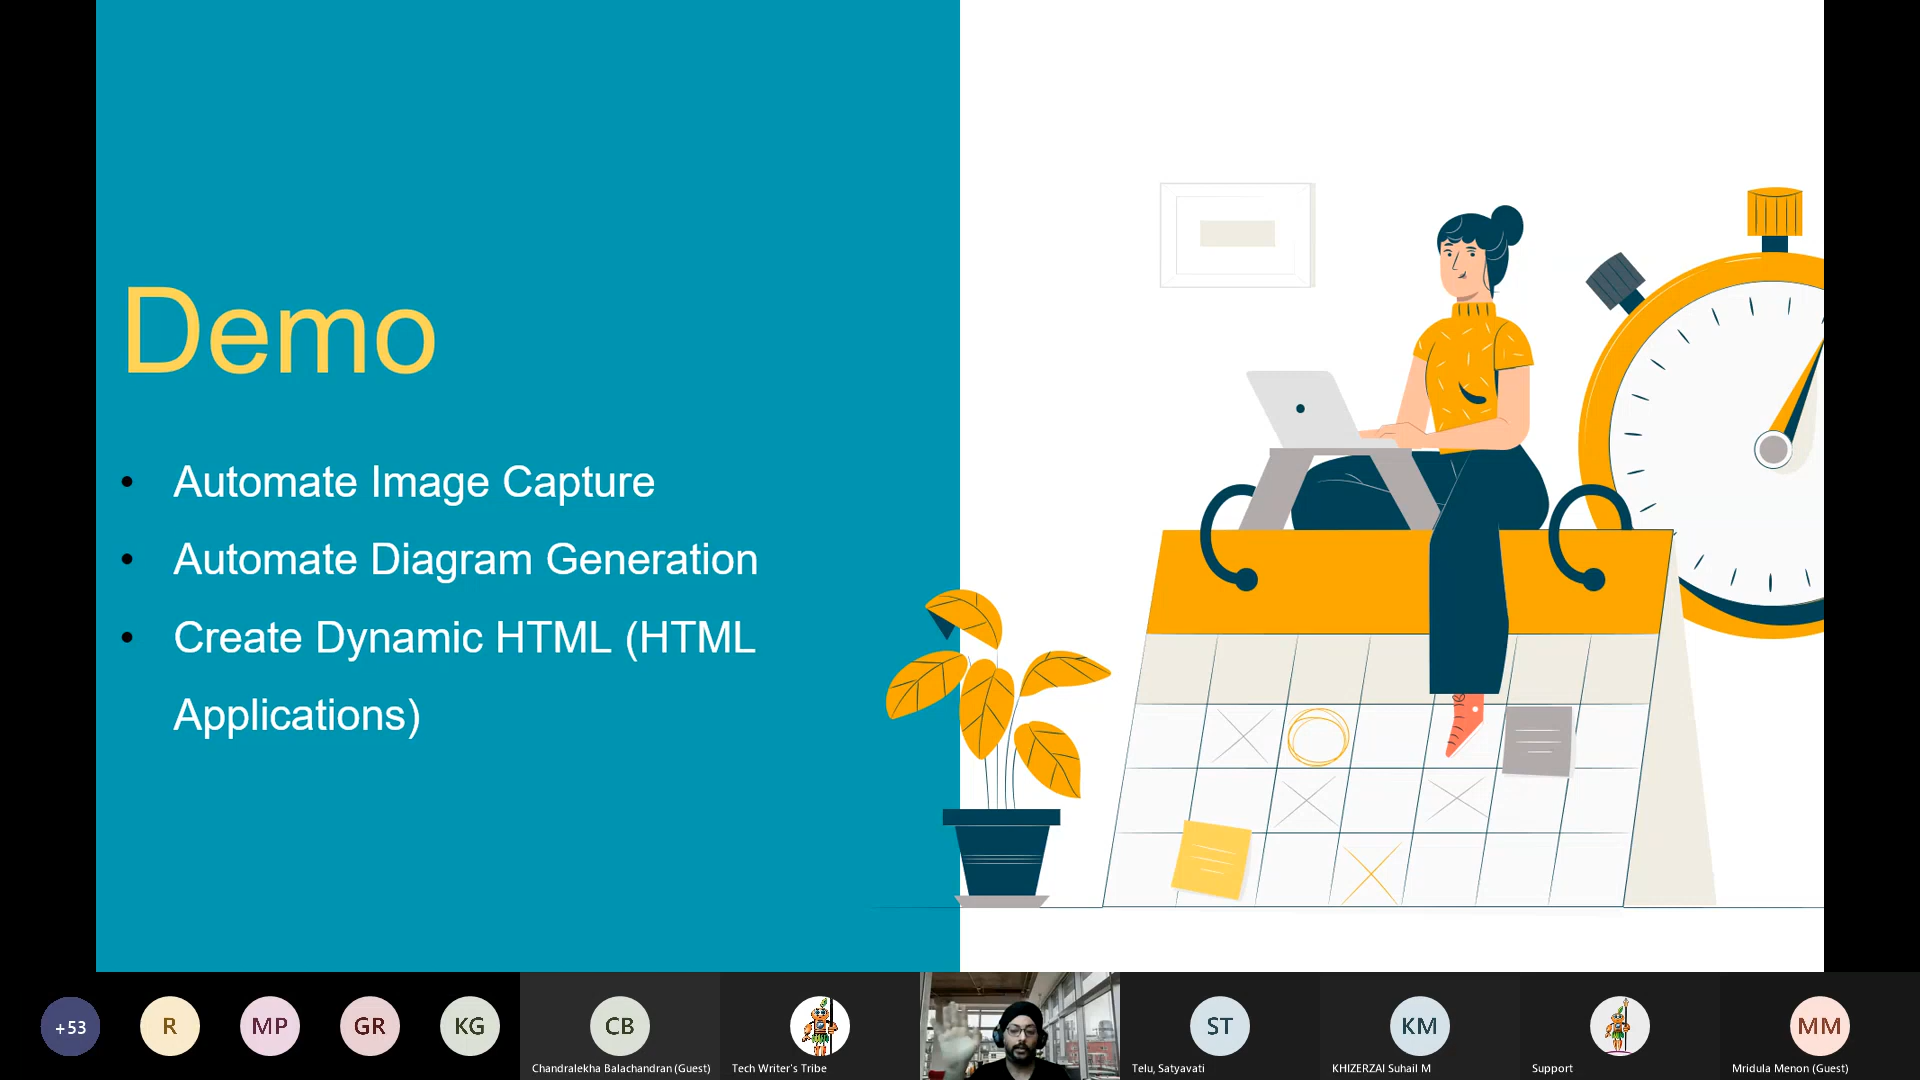 Demo
• Automate Image Capture
• Automate Diagram Generation
• Create Dynamic HTML (HTML
Applications)
+53
R
MP
GR
KG
CB
ST
KM
MM
Chandralekha Balachandran (Guest)
Tech Writer's Tribe
Telu, Satyavati
KHIZERZAI Suhail M
Support
Mridula Menon (Guest)